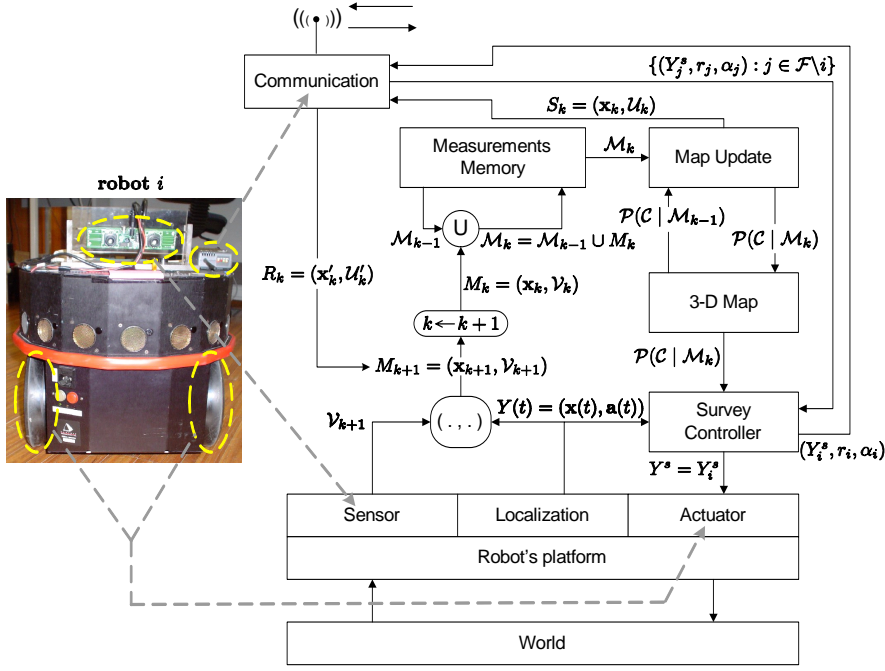 ((( )))
Communication
{(Y_j^s, r_j, α_j) : j ∈ F\i}
S_k = (x_k, U_k)
Measurements
Memory
M_k
Map Update
robot i
M_{k-1}
U
M_k = M_{k-1} ∪ M_k
P(C | M_{k-1})
P(C | M_k)
R_k = (x'_k, U'_k)
M_k = (x_k, V_k)
3-D Map
k ← k + 1
P(C | M_k)
M_{k+1} = (x_{k+1}, V_{k+1})
V_{k+1}
(. , .)
Y(t) = (x(t), a(t))
Survey
Controller
(Y_i^s, r_i, α_i)
Y^s = Y_i^s
Sensor
Localization
Actuator
Robot's platform
World